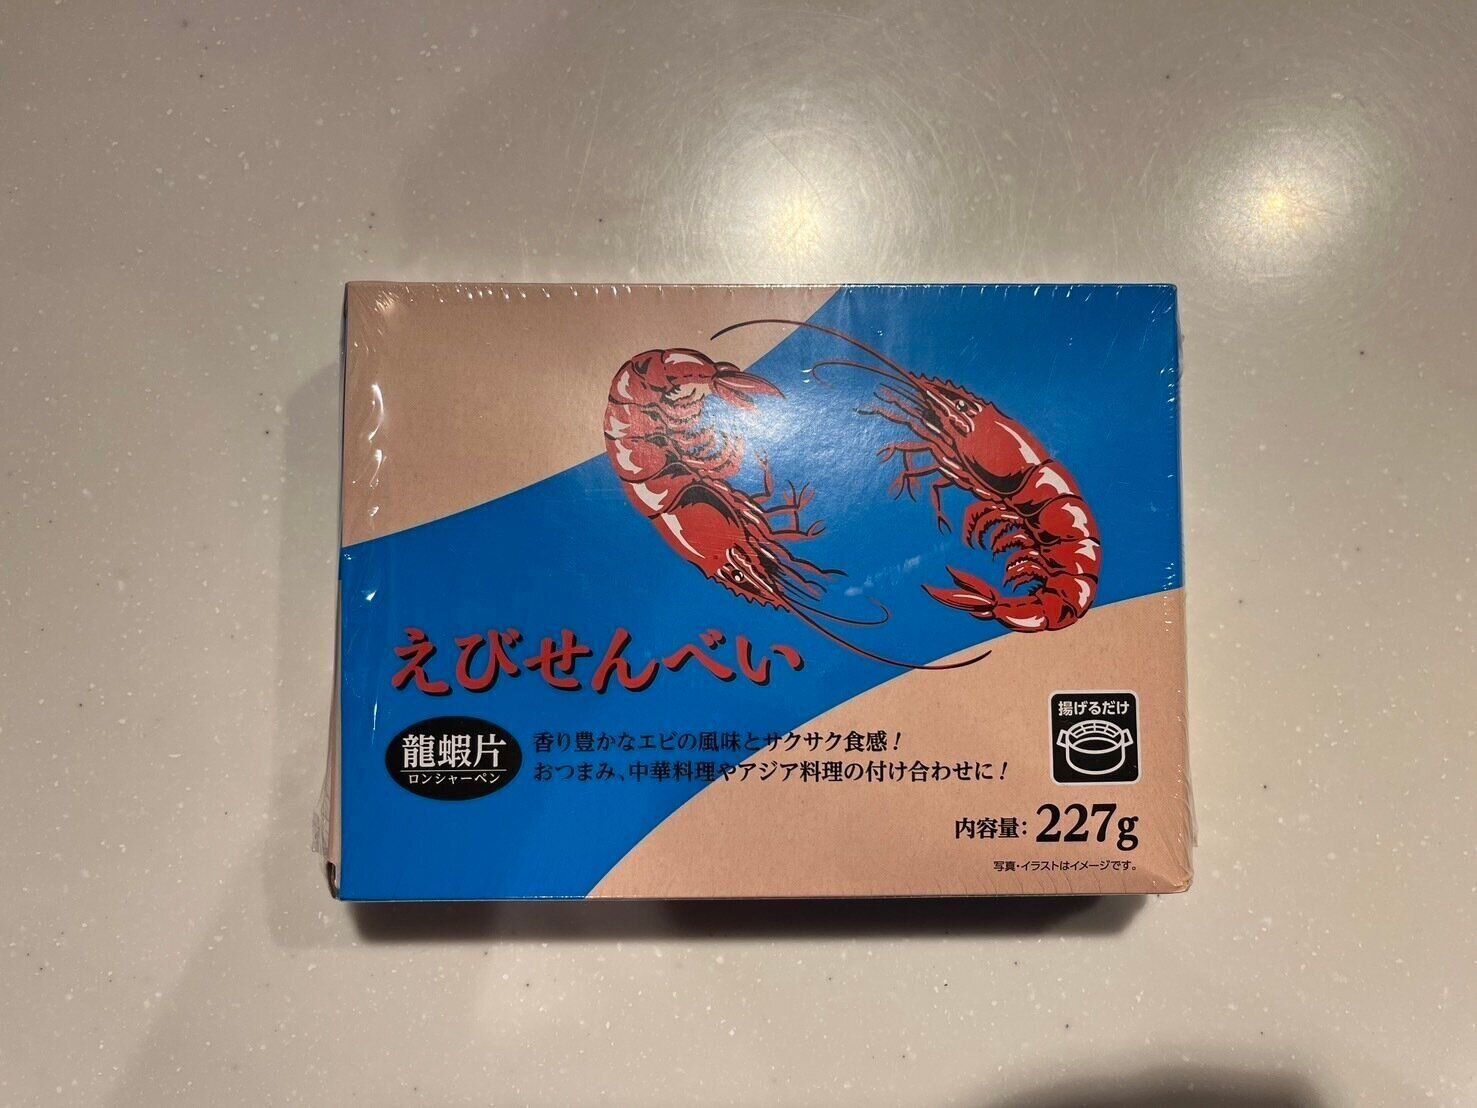 えびせんべい
龍蝦片
ロンシャーペン
香り豊かなエビの風味とサクサク食感！
おつまみ、中華料理やアジア料理の付け合わせに！
揚げるだけ
内容量：227g
写真・イラストはイメージです。